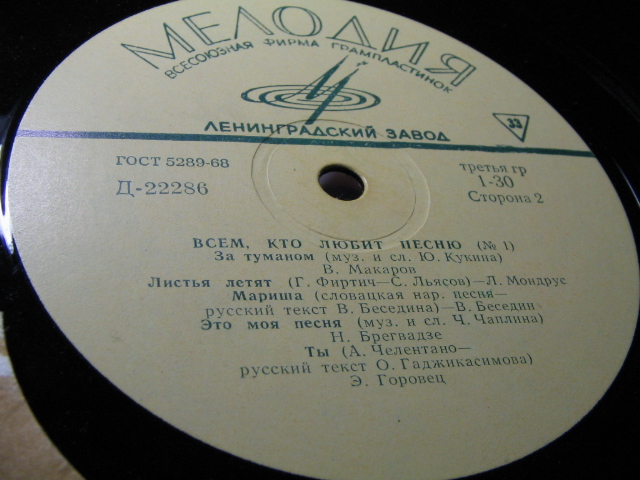 МЕЛОДИЯ
ВСЕСОЮЗНАЯ ФИРМА ГРАМПЛАСТИНОК
ЛЕНИНГРАДСКИЙ ЗАВОД
33
ГОСТ 5289-68
третья гр
Д-22286
1-30
Сторона 2
ВСЕМ, КТО ЛЮБИТ ПЕСНЮ (№ 1)
За туманом (муз. и сл. Ю. Кукина)
В. Макаров
Листья летят (Г. Фиртич—С. Льясов)—Л. Мондрус
Мариша (словацкая нар. песня—
русский текст В. Беседина)—В. Беседин
Это моя песня (муз. и сл. Ч. Чаплина)
Н. Брегвадзе
Ты (А. Челентано—
русский текст О. Гаджикасимова)
Э. Горовец